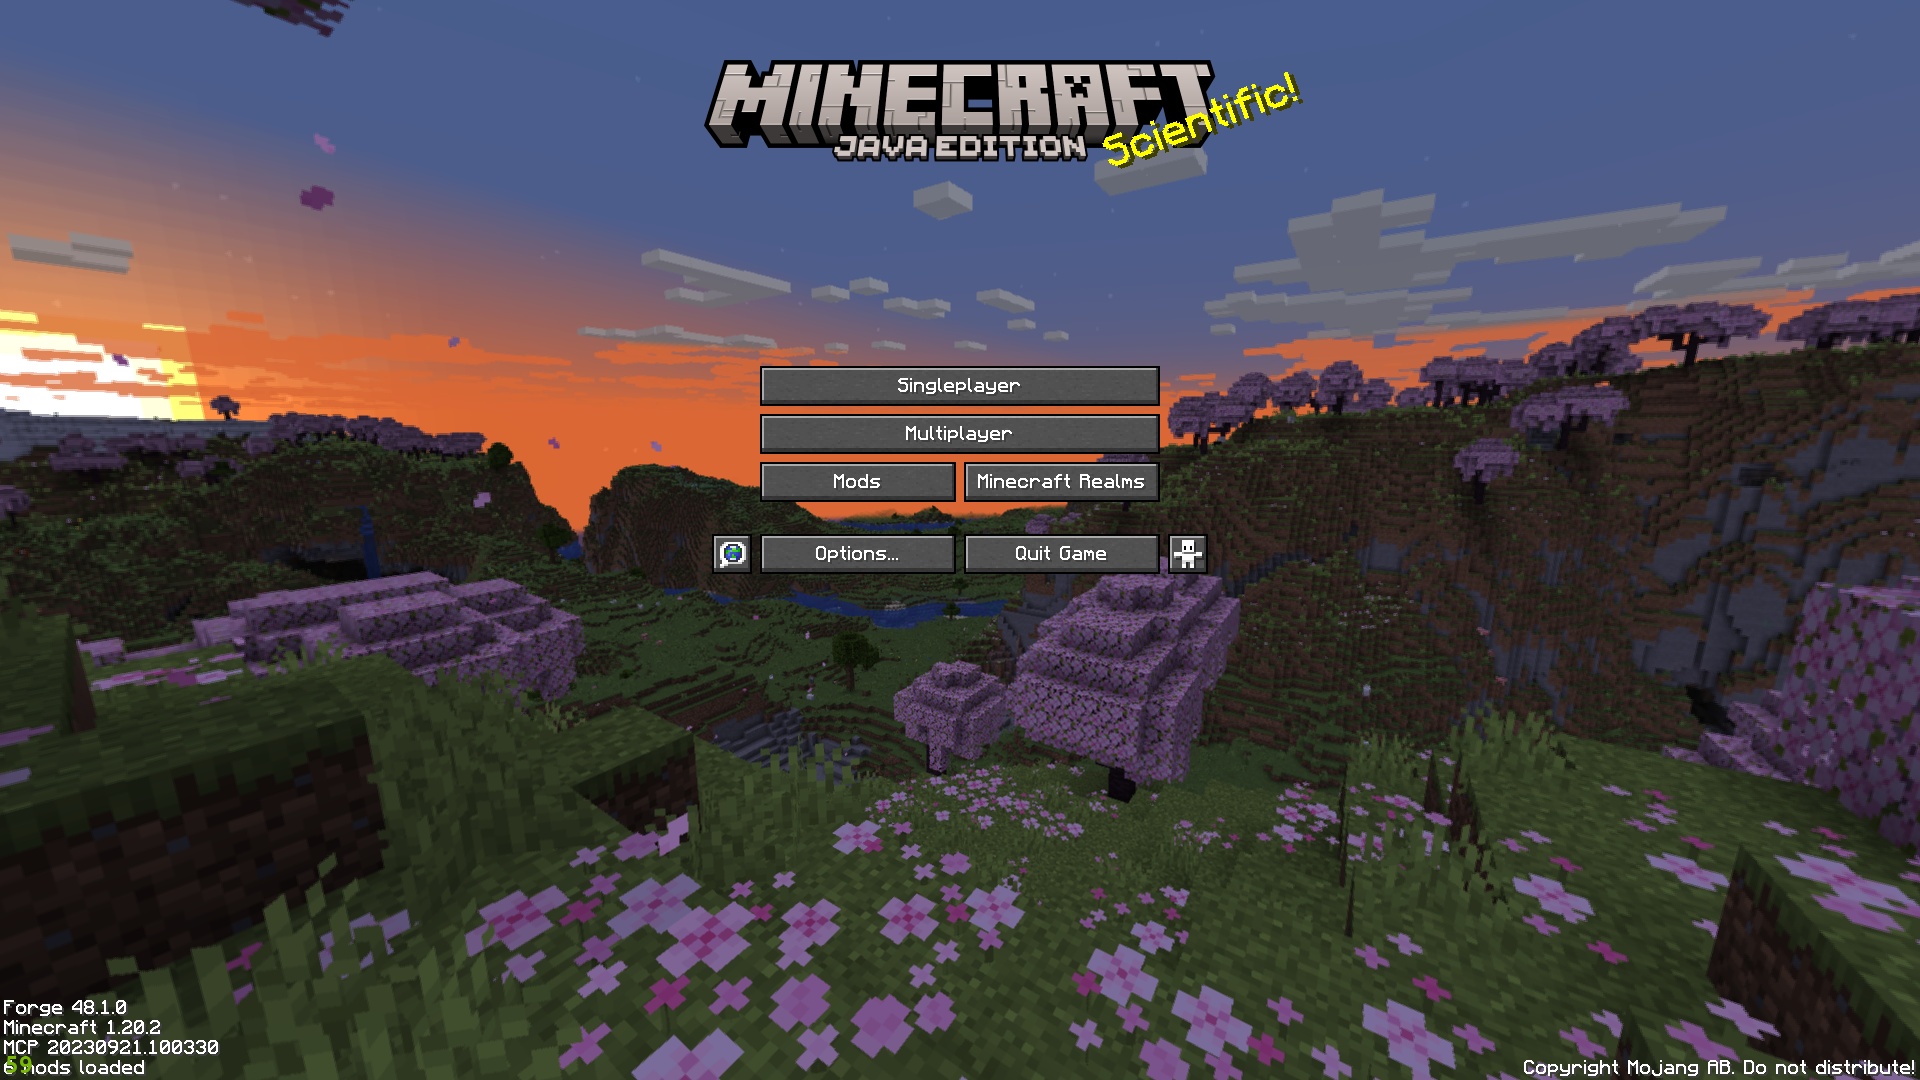 MINECRAFT
JAVA EDITION
Scientific!
Singleplayer
Multiplayer
Mods
Minecraft Realms
Options...
Quit Game
Forge 48.1.0
Minecraft 1.20.2
MCP 20230921.100330
59
mods loaded
Copyright Mojang AB. Do not distribute!